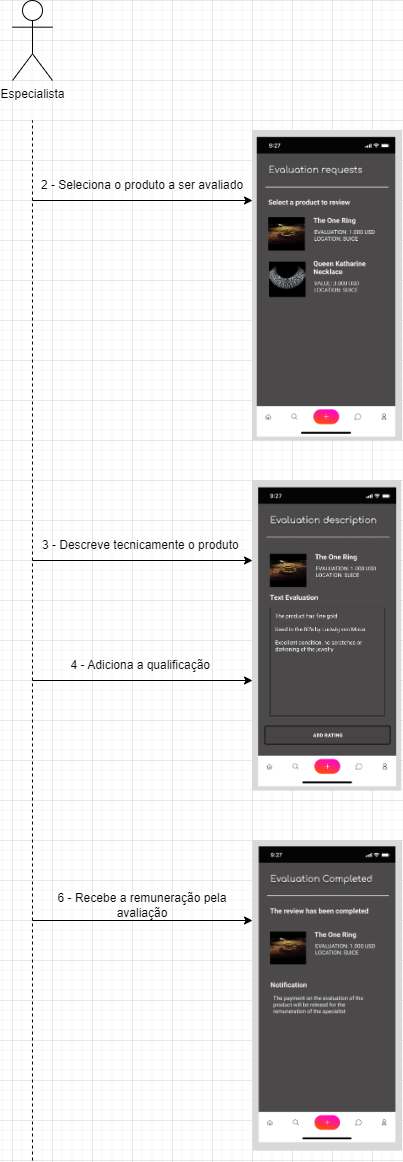 Especialista
2 - Seleciona o produto a ser avaliado
9:27
Evaluation requests
Select a product to review
The One Ring
EVALUATION: 1.000 USD
LOCATION: SUICE
Queen Katharine
Necklace
VALUE: 3.000 USD
LOCATION: SUICE
3 - Descreve tecnicamente o produto
9:27
Evaluation description
The One Ring
EVALUATION: 1.000 USD
LOCATION: SUICE
Text Evaluation
The product has fine gold
Used in the 80's by Ludwig van Moon
Excellent condition, no scratches or
darkening of the jewelry
4 - Adiciona a qualificação
ADD RATING
9:27
Evaluation Completed
6 - Recebe a remuneração pela
avaliação
The review has been completed
The One Ring
EVALUATION: 1.000 USD
LOCATION: SUICE
Notification
The payment on the evaluation of the
product will be relesed for the
remuneration of the specialist